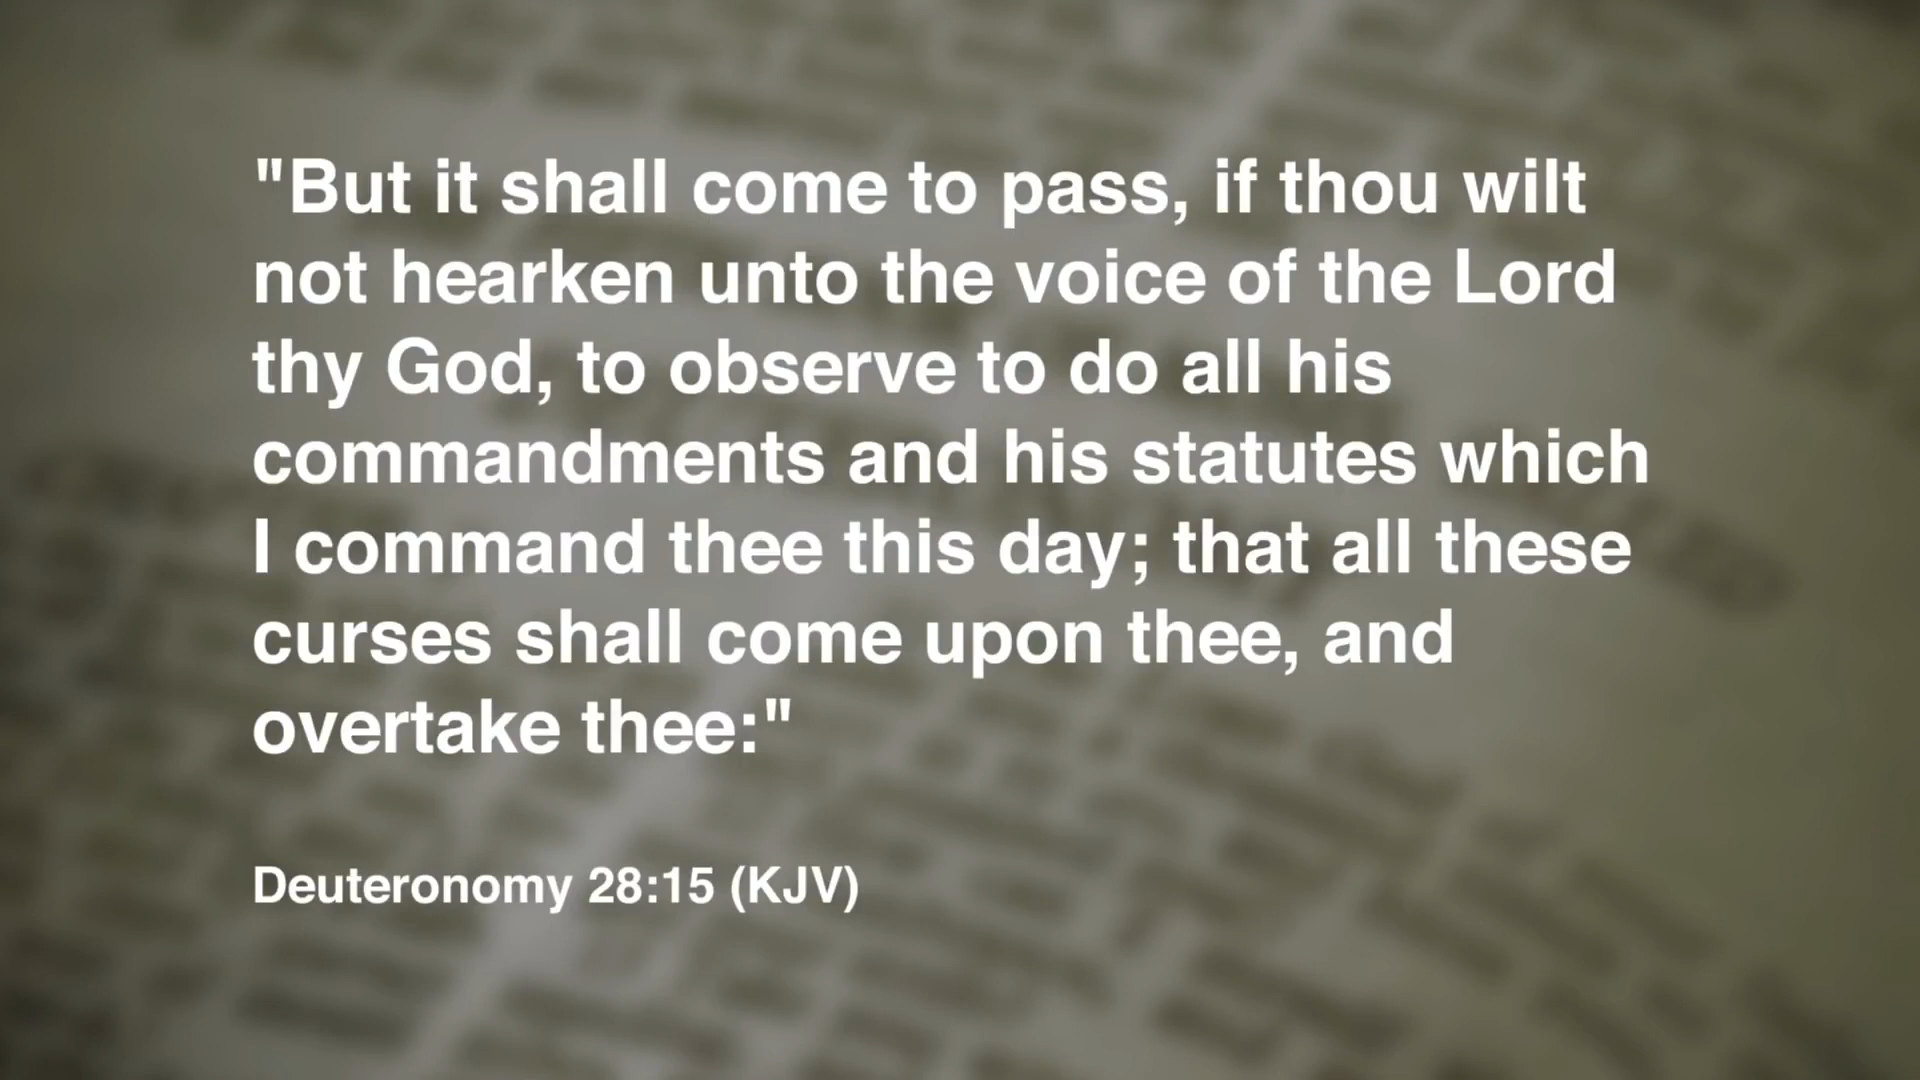 "But it shall come to pass, if thou wilt
not hearken unto the voice of the Lord
thy God, to observe to do all his
commandments and his statutes which
I command thee this day; that all these
curses shall come upon thee, and
overtake thee:"
Deuteronomy 28:15 (KJV)